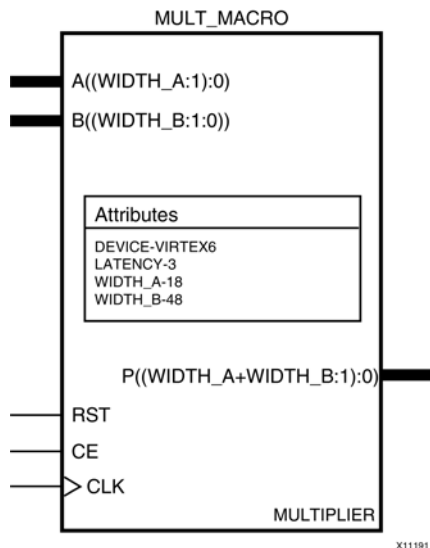 MULT_MACRO
A((WIDTH_A:1):0)
B((WIDTH_B:1:0))
Attributes
DEVICE-VIRTEX6
LATENCY-3
WIDTH_A-18
WIDTH_B-48
P((WIDTH_A+WIDTH_B:1):0)
RST
CE
CLK
MULTIPLIER
X11191